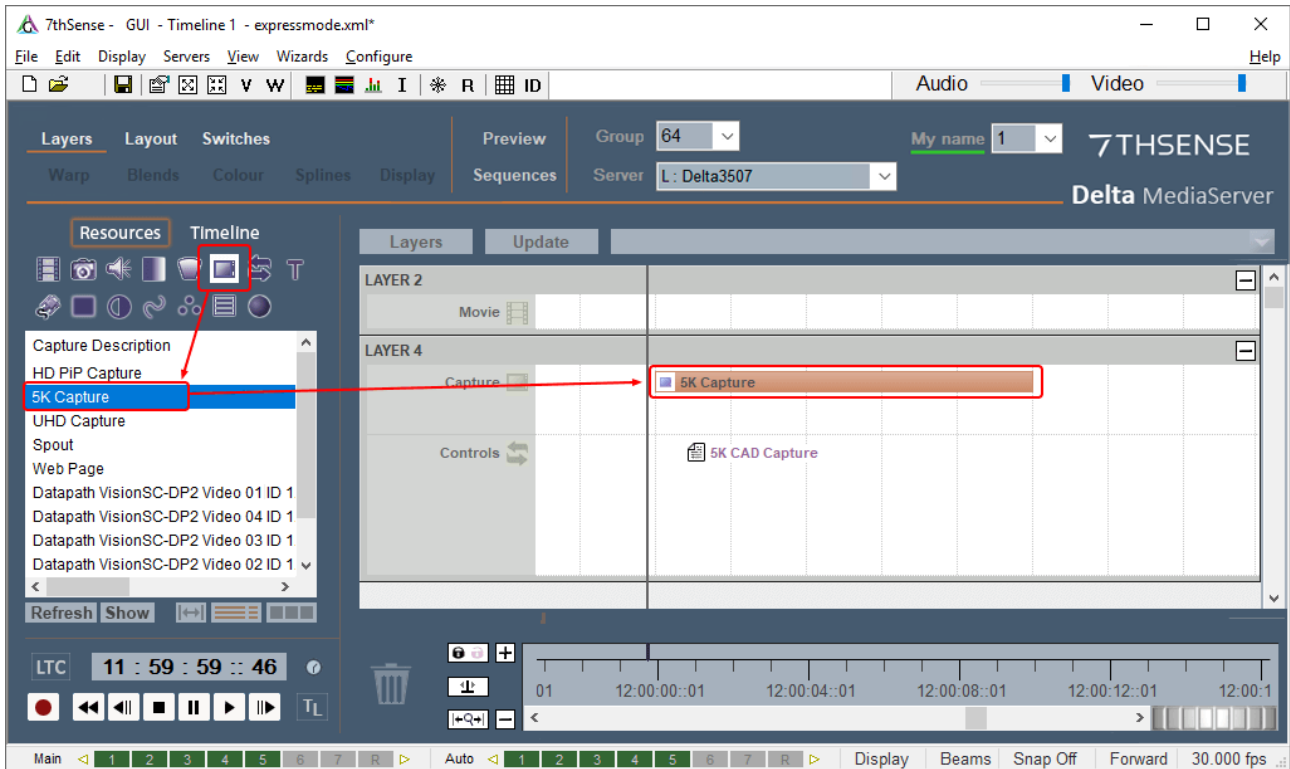 7thSense - GUI - Timeline 1 - expressmode.xml*
File Edit Display Servers View Wizards Configure Help
V W I R ID Audio Video
Layers Layout Switches Preview Group 64 My name 1 7THSENSE
Warp Blends Colour Splines Display Sequences Server L : Delta3507
Delta MediaServer
Resources Timeline
Layers Update
T
LAYER 2
Movie
Capture Description
LAYER 4
HD PiP Capture
Capture 5K Capture
5K Capture
UHD Capture
Spout
Controls 5K CAD Capture
Web Page
Datapath VisionSC-DP2 Video 01 ID 1
Datapath VisionSC-DP2 Video 04 ID 1
Datapath VisionSC-DP2 Video 03 ID 1
Datapath VisionSC-DP2 Video 02 ID 1
Refresh Show
LTC 11 : 59 : 59 :: 46
01 12:00:00::01 12:00:04::01 12:00:08::01 12:00:12::01 12:00:1
TL
Main 1 2 3 4 5 6 7 R Auto 1 2 3 4 5 6 7 R Display Beams Snap Off Forward 30.000 fps